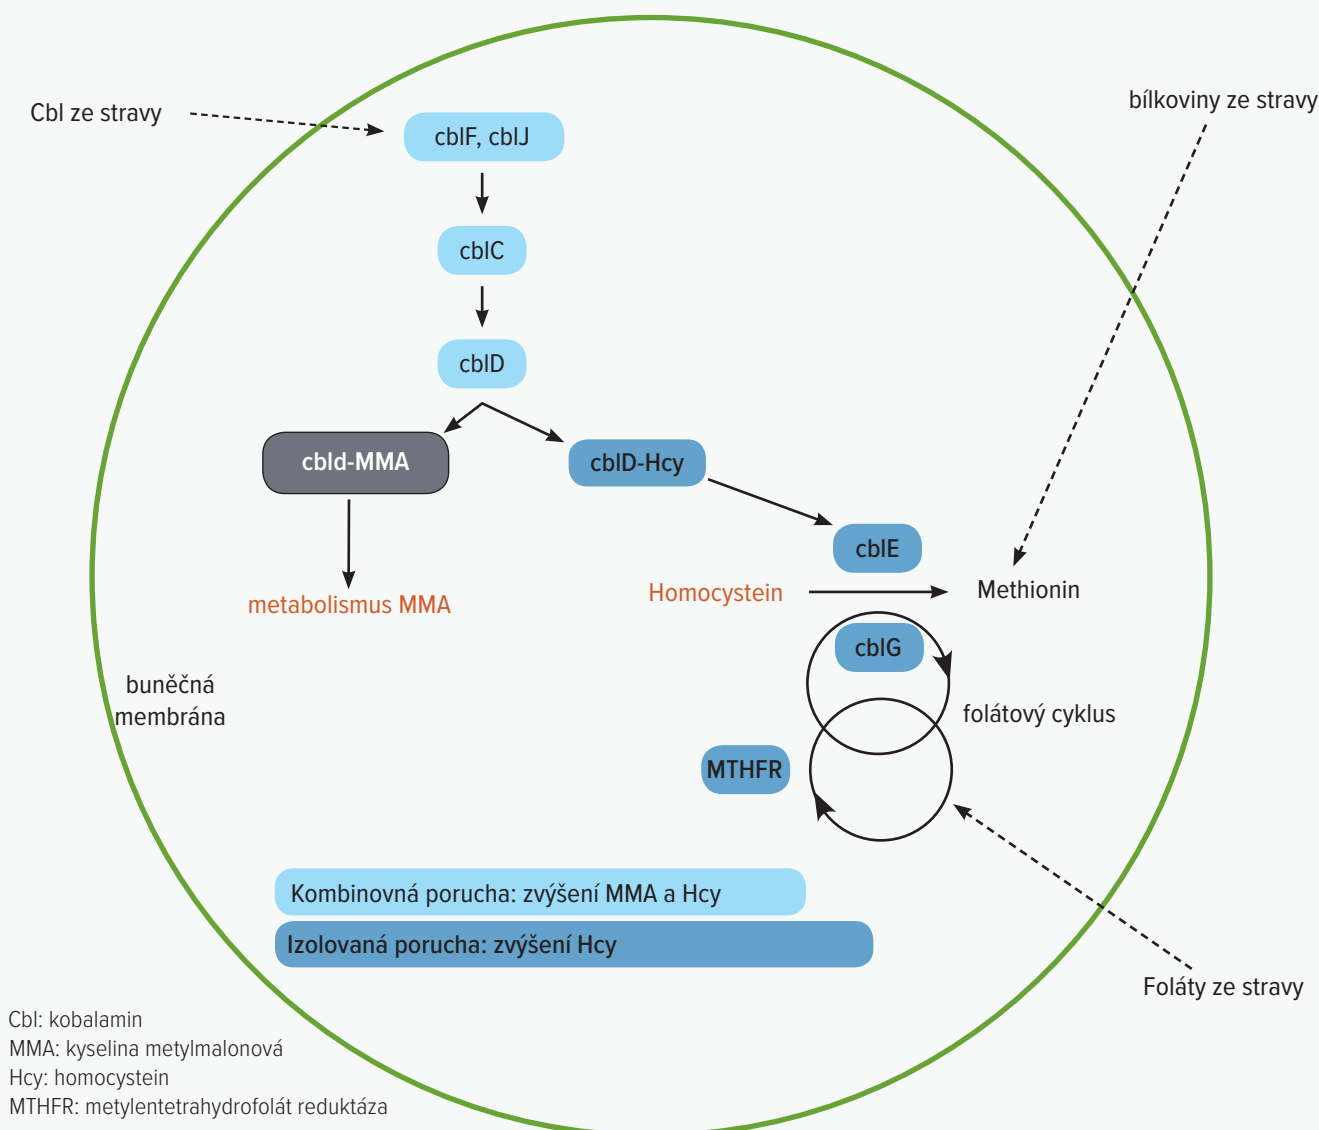 Cbl ze stravy
bílkoviny ze stravy
cblF, cblJ
cblC
cblD
cbld-MMA
cblD-Hcy
cblE
Homocystein
Methionin
metabolismus MMA
cblG
buněčná
membrána
folátový cyklus
MTHFR
Kombinovná porucha: zvýšení MMA a Hcy
Izolovaná porucha: zvýšení Hcy
Foláty ze stravy
Cbl: kobalamin
MMA: kyselina metylmalonová
Hcy: homocystein
MTHFR: metylentetrahydrofolát reduktáza